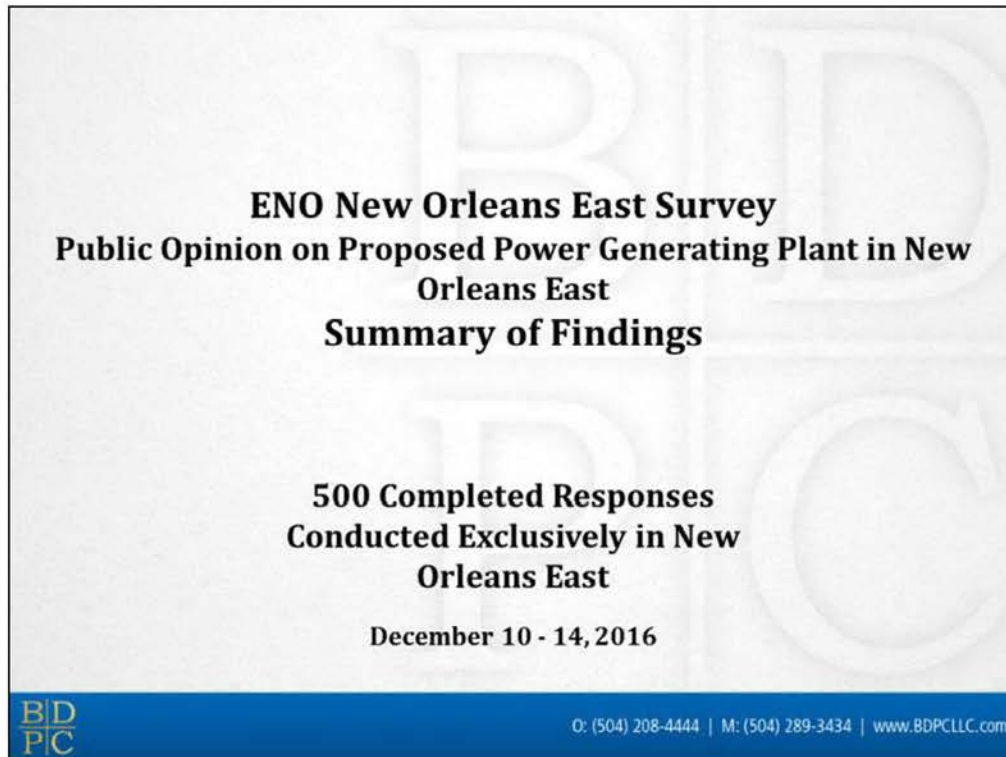 ENO New Orleans East Survey
Public Opinion on Proposed Power Generating Plant in New
Orleans East
Summary of Findings
500 Completed Responses
Conducted Exclusively in New
Orleans East
December 10 - 14, 2016
B D
P C
B|D
P|C
O: (504) 208-4444 | M: (504) 289-3434 | www.BDPCLLC.com